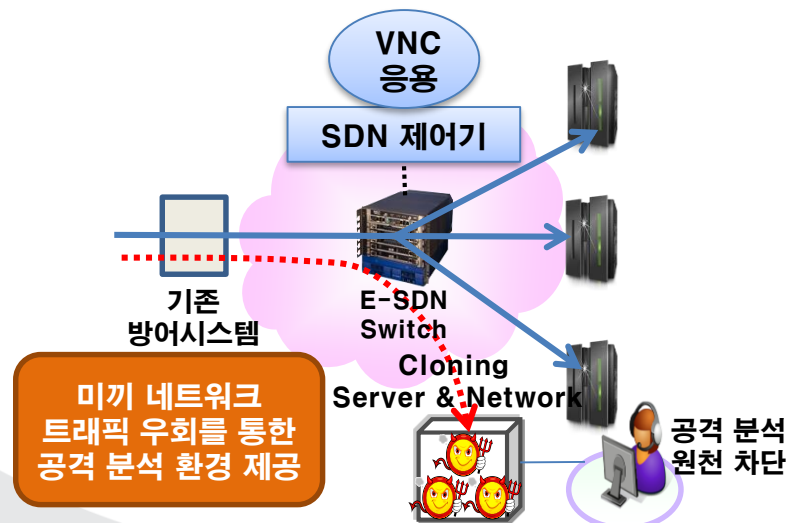 VNC
응용
SDN 제어기
기존
방어시스템
E-SDN
Switch
Cloning
Server & Network
미끼 네트워크
트래픽 우회를 통한
공격 분석 환경 제공
공격 분석
원천 차단